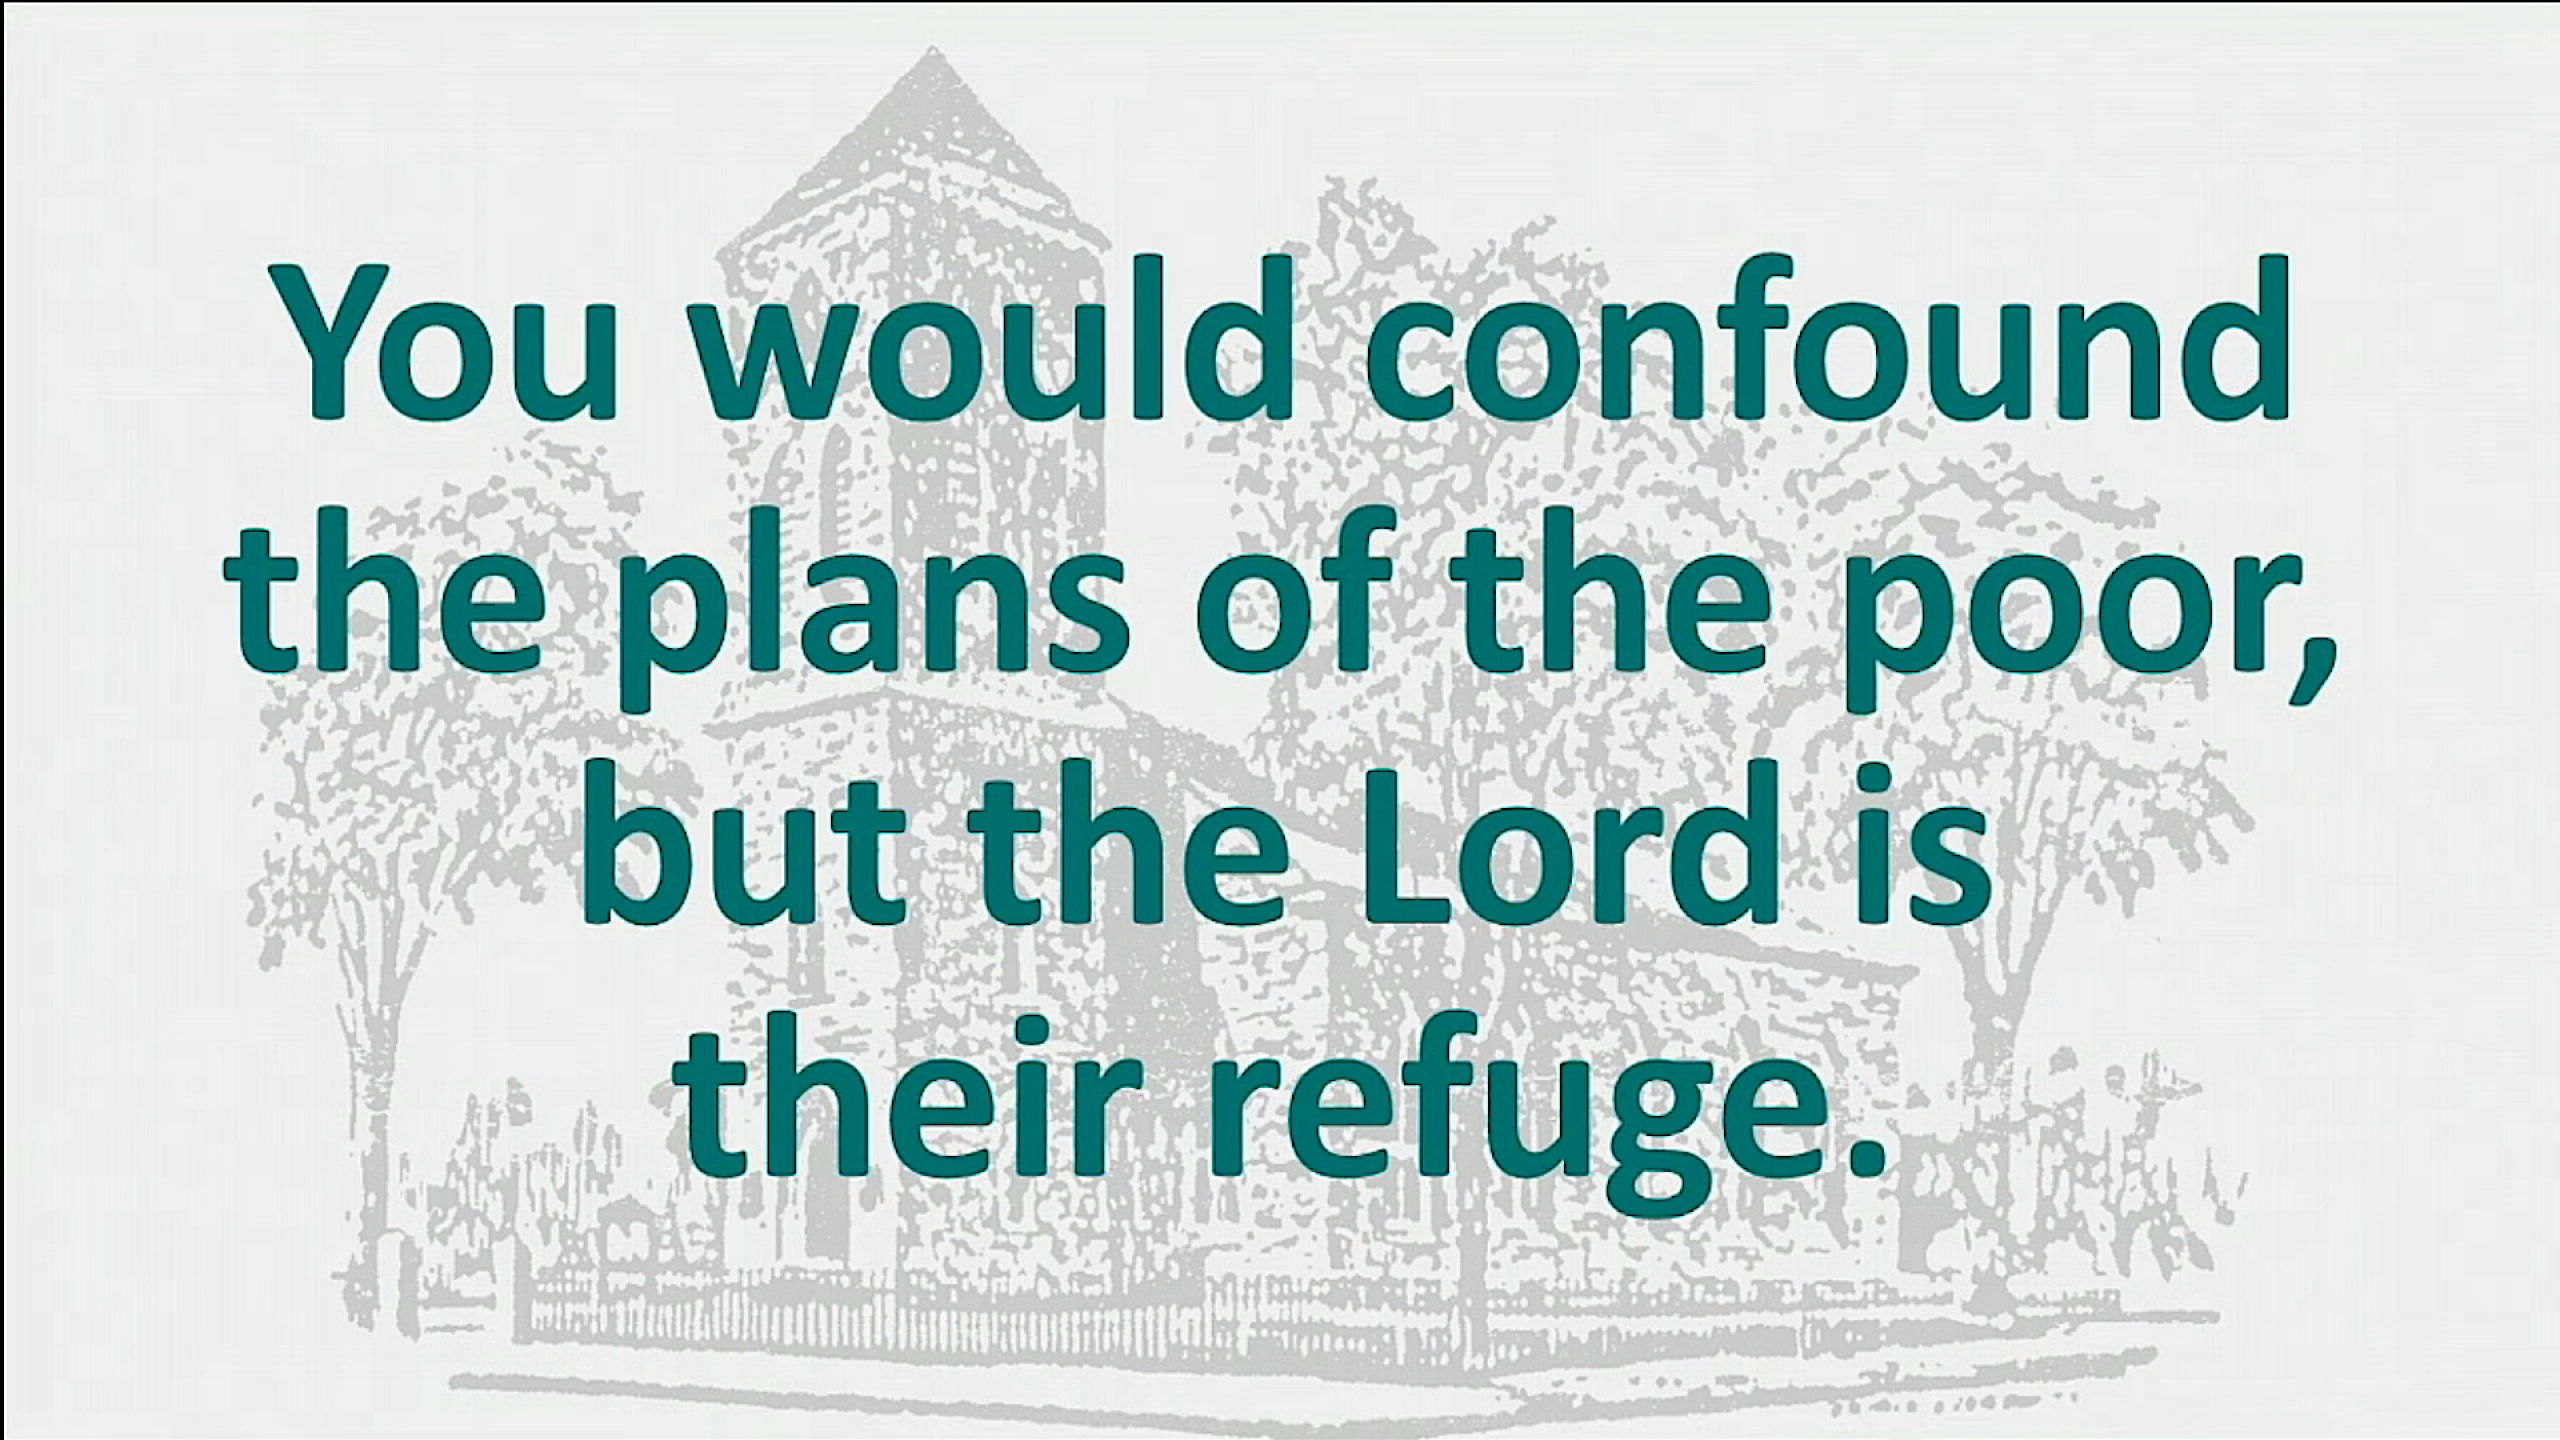 You would confound
the plans of the poor,
but the Lord is
their refuge.